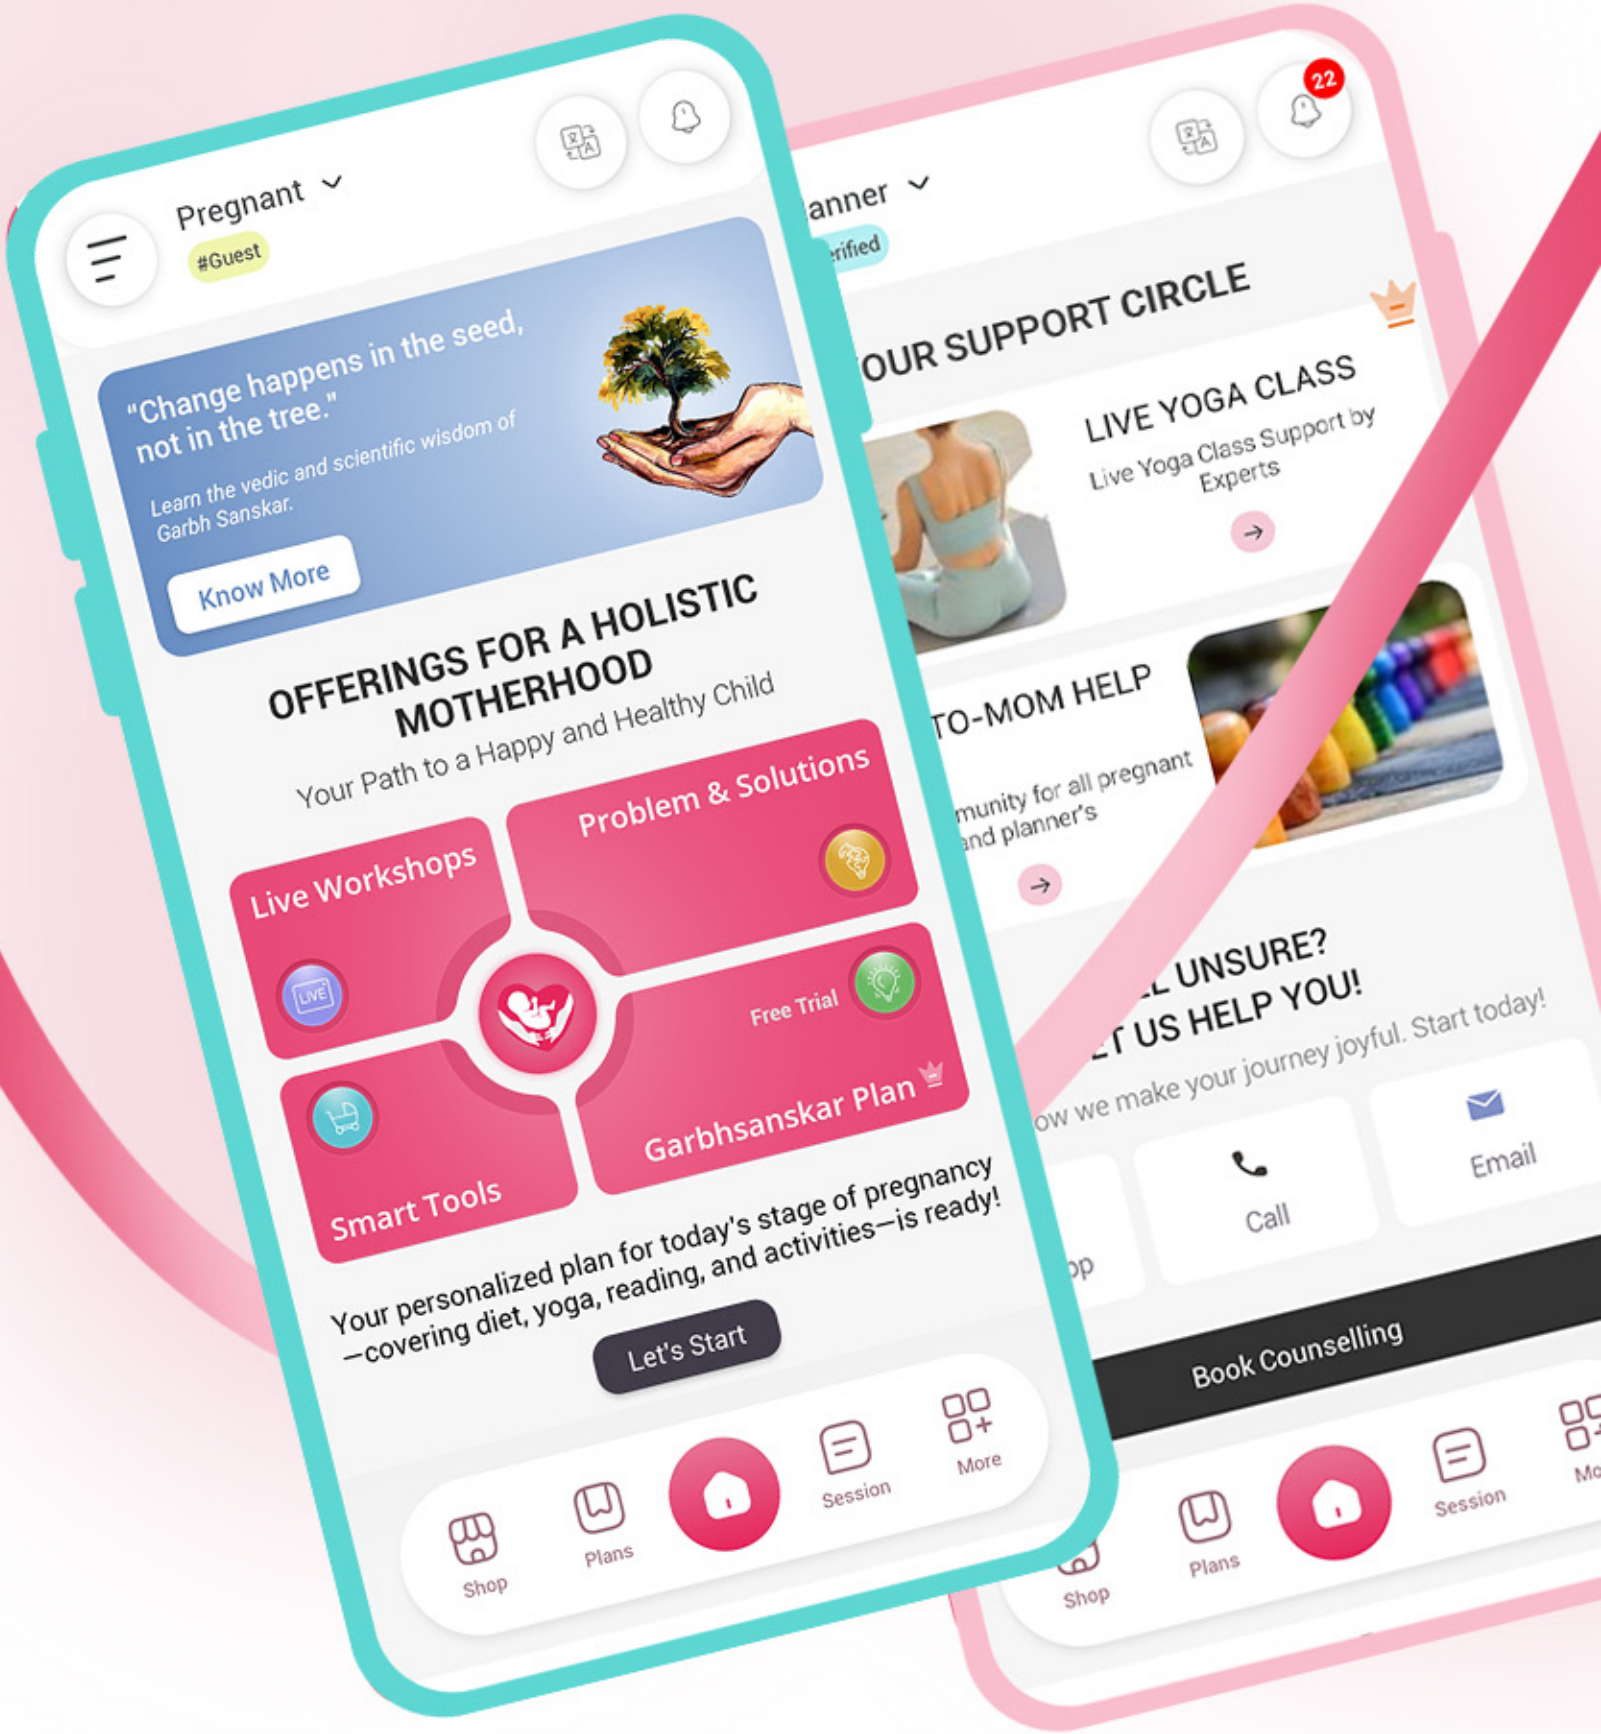 Pregnant
#Guest
“Change happens in the seed,
not in the tree.”
Learn the vedic and scientific wisdom of
Garbh Sanskar.
Know More
OFFERINGS FOR A HOLISTIC
MOTHERHOOD
Your Path to a Happy and Healthy Child
Live Workshops
LIVE
Problem & Solutions
Free Trial
Garbhsanskar Plan
Smart Tools
Your personalized plan for today's stage of pregnancy
—covering diet, yoga, reading, and activities—is ready!
Let's Start
Shop
Plans
Session
More
22
SUPPORT CIRCLE
LIVE YOGA CLASS
Live Yoga Class Support by
Experts
TO-MOM HELP
for all pregnant
and planner's
UNSURE?
US HELP YOU!
we make your journey joyful. Start today!
Call
Email
Book Counselling
Shop
Plans
Session